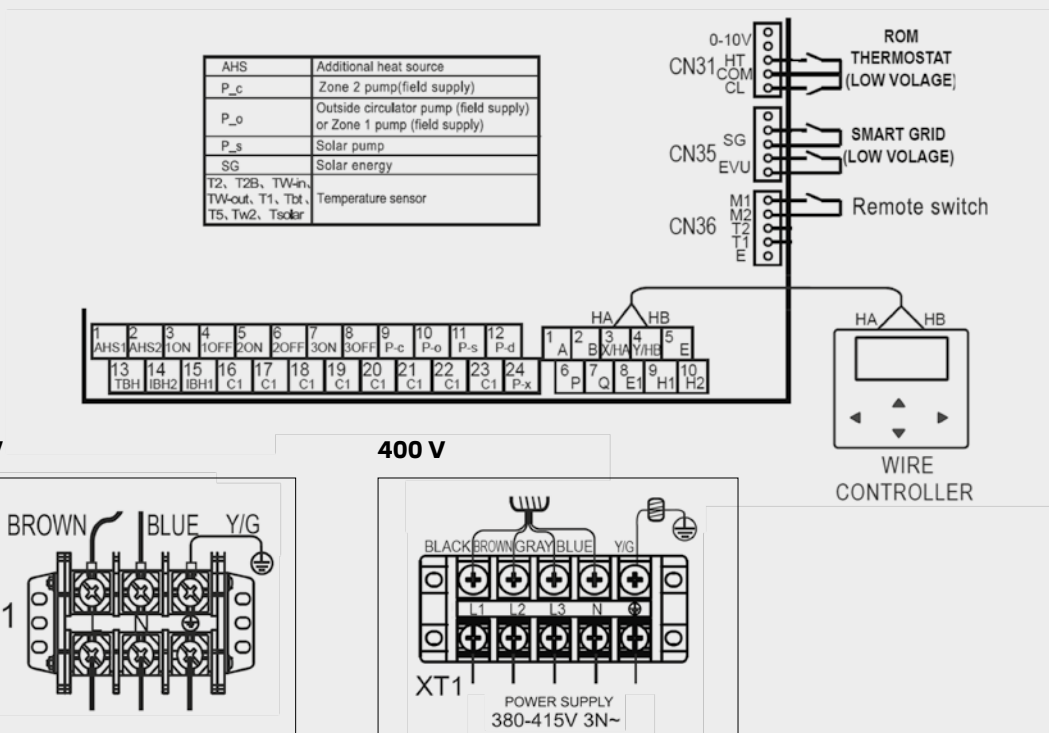 AHS Additional heat source
P_c Zone 2 pump(field supply)
P_o Outside circulator pump (field supply)
or Zone 1 pump (field supply)
P_s Solar pump
SG Solar energy
T2、T2B、TW-in、
TW-out、T1、Tbt、
T5、Tw2、Tsolar
Temperature sensor
CN31
0-10V
HT
COM
CL
ROM
THERMOSTAT
(LOW VOLAGE)
CN35
SG
EVU
SMART GRID
(LOW VOLAGE)
CN36
M1
M2
T2
T1
E
Remote switch
HA HB
HA HB
1 2 3 4 5 6 7 8 9 10 11 12
AHS1 AHS2 1ON 1OFF 2ON 2OFF 3ON 3OFF P-c P-o P-s P-d
13 14 15 16 17 18 19 20 21 22 23 24
TBH IBH2 IBH1 C1 C1 C1 C1 C1 C1 C1 C1 P-x
1 2 3 4 5
A B X/HA Y/HB E
6 7 8 9 10
P Q E1 H1 H2
WIRE
CONTROLLER
V
BROWN BLUE Y/G
1
L N
400 V
BLACK BROWN GRAY BLUE Y/G
L1 L2 L3 N
XT1
POWER SUPPLY
380-415V 3N~